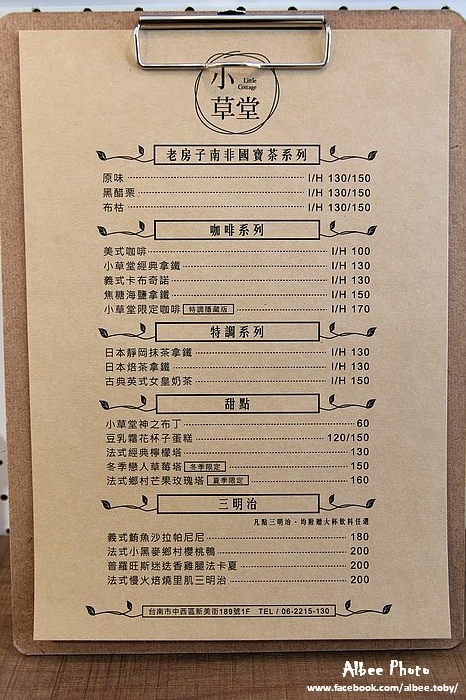 小 Little
Cottage
草堂
老房子南非國寶茶系列
原味 I/H 130/150
黑醋栗 I/H 130/150
布枯 I/H 130/150
咖啡系列
美式咖啡 I/H 100
小草堂經典拿鐵 I/H 130
義式卡布奇諾 I/H 130
焦糖海鹽拿鐵 I/H 150
小草堂限定咖啡 特調隱藏版 I/H 170
特調系列
日本靜岡抹茶拿鐵 I/H 130
日本焙茶拿鐵 I/H 130
古典英式女皇奶茶 I/H 150
甜點
小草堂神之布丁 60
豆乳霜花杯子蛋糕 120/150
法式經典檸檬塔 130
冬季戀人草莓塔 冬季限定 150
法式鄉村芒果玫瑰塔 夏季限定 160
三明治
凡點三明治，均附贈大杯飲料任選
義式鮪魚沙拉帕尼尼 180
法式小黑麥鄉村櫻桃鴨 200
普羅旺斯迷迭香雞腿法卡夏 200
法式慢火焙燒里肌三明治 200
台南市中西區新美街189號1F TEL / 06-2215-130
Albee Photo
www.facebook.com/albee.toby/